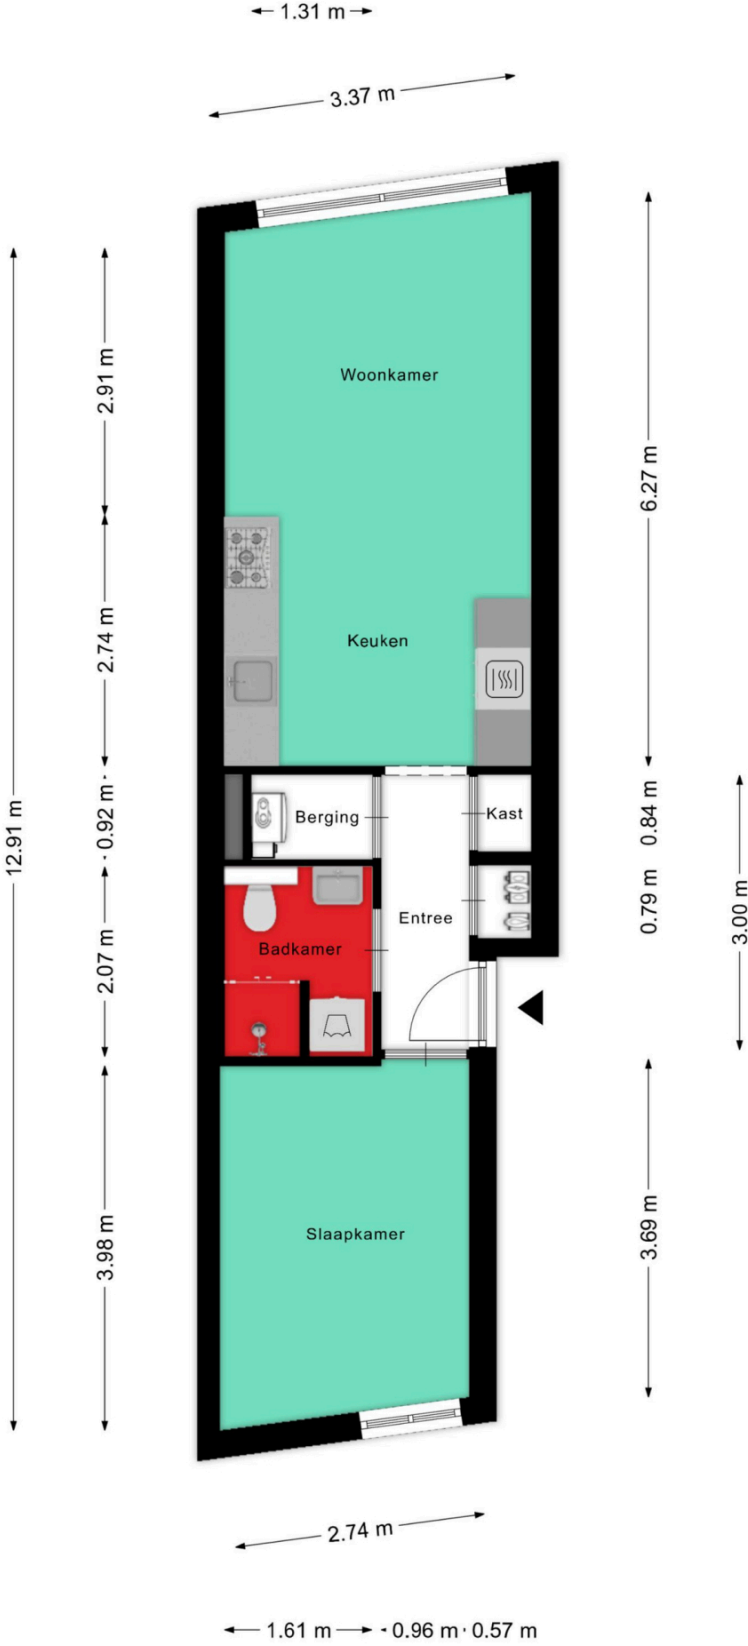 1.31 m
3.37 m
Woonkamer
2.91 m
6.27 m
12.91 m
2.74 m
Keuken
0.92 m
Berging
Kast
0.84 m
0.79 m
3.00 m
Entree
Badkamer
2.07 m
Slaapkamer
3.98 m
3.69 m
2.74 m
1.61 m
0.96 m
0.57 m